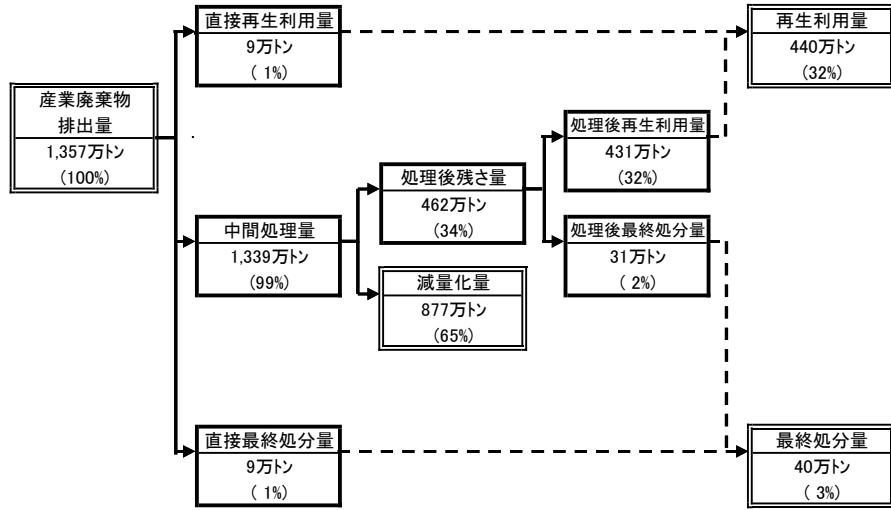 直接再生利用量
9万トン
( 1%)
再生利用量
440万トン
(32%)
産業廃棄物
排出量
1,357万トン
(100%)
処理後再生利用量
431万トン
(32%)
処理後残さ量
462万トン
(34%)
中間処理量
1,339万トン
(99%)
処理後最終処分量
31万トン
( 2%)
減量化量
877万トン
(65%)
直接最終処分量
9万トン
( 1%)
最終処分量
40万トン
( 3%)